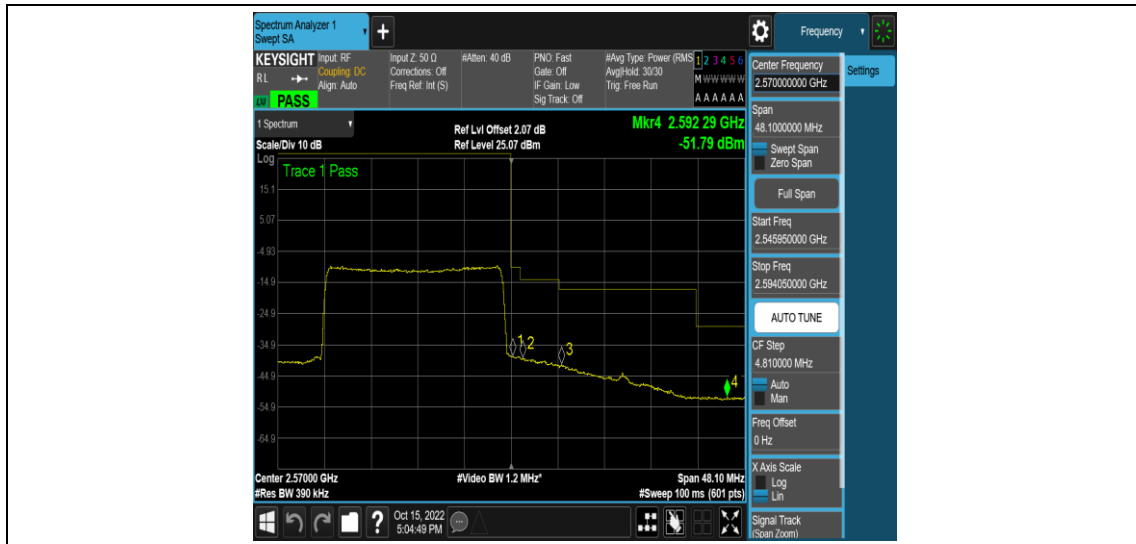 Spectrum Analyzer 1
Swept SA
+
Frequency
KEYSIGHT
RL
LXI
PASS
Input: RF
Coupling: DC
Align: Auto
Input Z: 50 Ω
Corrections: Off
Freq Ref: Int (S)
#Atten: 40 dB
PNO: Fast
Gate: Off
IF Gain: Low
Sig Track: Off
#Avg Type: Power (RMS
Avg|Hold: 30/30
Trig: Free Run
1 2 3 4 5 6
M W W W W W
A A A A A A
1 Spectrum
Scale/Div 10 dB
Ref Lvl Offset 2.07 dB
Ref Level 25.07 dBm
Mkr4 2.592 29 GHz
-51.79 dBm
Log
Trace 1 Pass
15.1
5.07
-4.93
-14.9
-24.9
-34.9
-44.9
-54.9
-64.9
1
2
3
4
Center 2.57000 GHz
#Res BW 390 kHz
#Video BW 1.2 MHz*
Span 48.10 MHz
#Sweep 100 ms (601 pts)
?
Oct 15, 2022
5:04:49 PM
Center Frequency
2.570000000 GHz
Span
48.1000000 MHz
Swept Span
Zero Span
Full Span
Start Freq
2.545950000 GHz
Stop Freq
2.594050000 GHz
AUTO TUNE
CF Step
4.810000 MHz
Auto
Man
Freq Offset
0 Hz
X Axis Scale
Log
Lin
Signal Track
(Span Zoom)
Settings